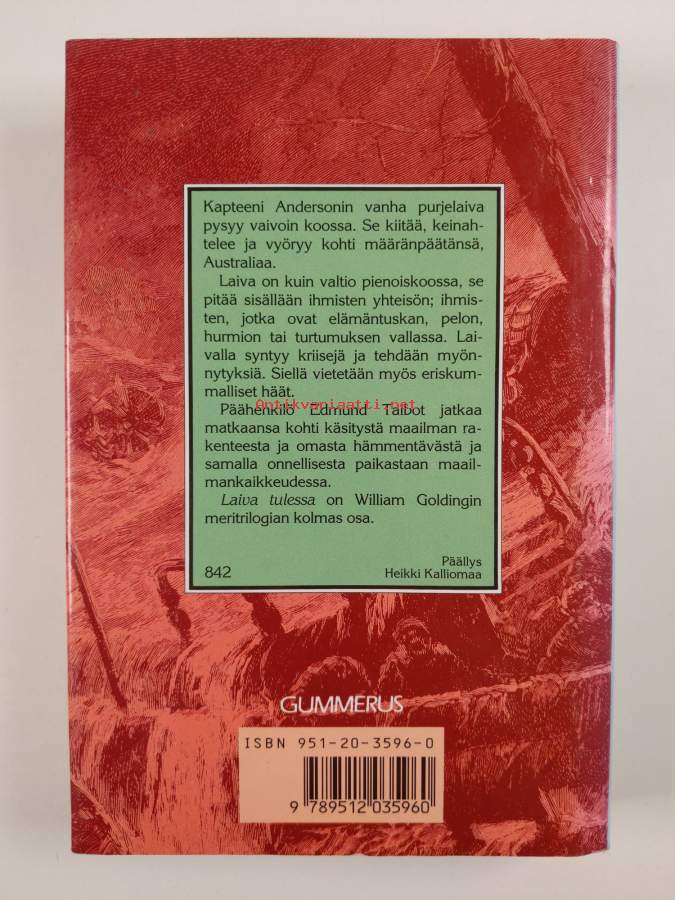 Kapteeni Andersonin vanha purjelaiva
pysyy vaivoin koossa. Se kiitää, keinah-
telee ja vyöryy kohti määränpäätänsä,
Australiaa.
Laiva on kuin valtio pienoiskoossa, se
pitää sisällään ihmisten yhteisön; ihmis-
ten, jotka ovat elämäntuskan, pelon,
hurmion tai turtumuksen vallassa. Lai-
valla syntyy kriisejä ja tehdään myön-
nytyksiä. Siellä vietetään myös eriskum-
malliset häät.
Antikvariaatti.net
Päähenkilö Edmund Talbot jatkaa
matkaansa kohti käsitystä maailman ra-
kenteesta ja omasta hämmentävästä ja
samalla onnellisesta paikastaan maail-
mankaikkeudessa.
Laiva tulessa on William Goldingin
meritrilogian kolmas osa.
Päällys
842 Heikki Kalliomaa
GUMMERUS
ISBN 951-20-3596-0
9 789512 035960